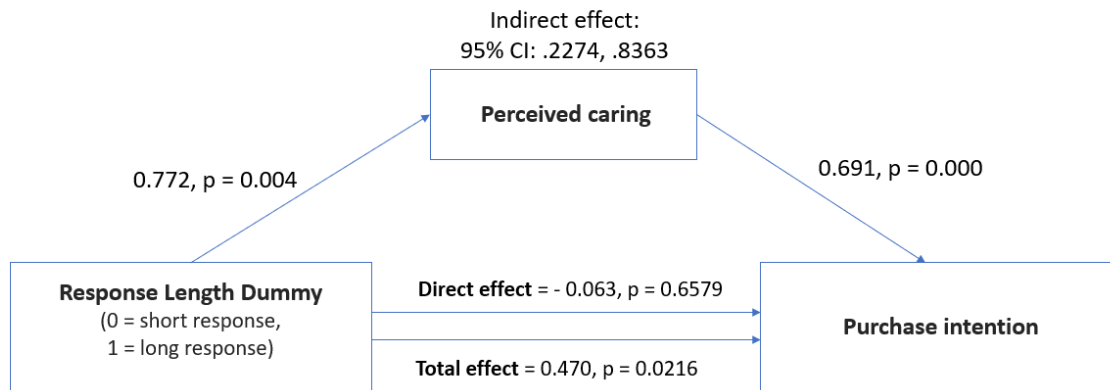 Indirect effect:
95% CI: .2274, .8363
Perceived caring
0.772, p = 0.004
0.691, p = 0.000
Response Length Dummy
(0 = short response,
1 = long response)
Direct effect = - 0.063, p = 0.6579
Purchase intention
Total effect = 0.470, p = 0.0216